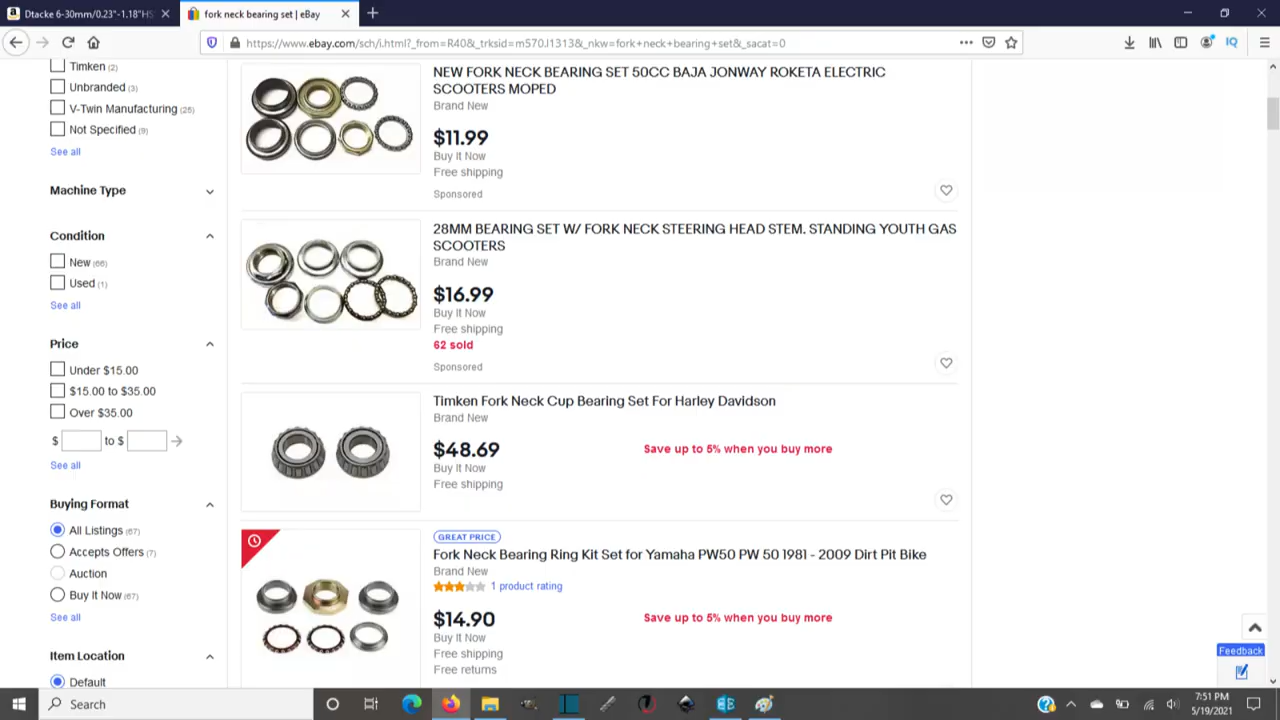 Dtacke 6-30mm/0.23"-1.18"HS
fork neck bearing set | eBay
https://www.ebay.com/sch/i.html?_from=R40&_trksid=m570.l1313&_nkw=fork+neck+bearing+set&_sacat=0
IQ
Timken (2)
Unbranded (3)
V-Twin Manufacturing (25)
Not Specified (9)
See all
Machine Type
Condition
New (66)
Used (1)
See all
Price
Under $15.00
$15.00 to $35.00
Over $35.00
$ to $
See all
Buying Format
All Listings (67)
Accepts Offers (7)
Auction
Buy It Now (67)
See all
Item Location
Default
NEW FORK NECK BEARING SET 50CC BAJA JONWAY ROKETA ELECTRIC
SCOOTERS MOPED
Brand New
$11.99
Buy It Now
Free shipping
Sponsored
28MM BEARING SET W/ FORK NECK STEERING HEAD STEM. STANDING YOUTH GAS
SCOOTERS
Brand New
$16.99
Buy It Now
Free shipping
62 sold
Sponsored
Timken Fork Neck Cup Bearing Set For Harley Davidson
Brand New
$48.69
Save up to 5% when you buy more
Buy It Now
Free shipping
GREAT PRICE
Fork Neck Bearing Ring Kit Set for Yamaha PW50 PW 50 1981 - 2009 Dirt Pit Bike
Brand New
1 product rating
$14.90
Save up to 5% when you buy more
Buy It Now
Free shipping
Free returns
Feedback
Search
7:51 PM
5/19/2021